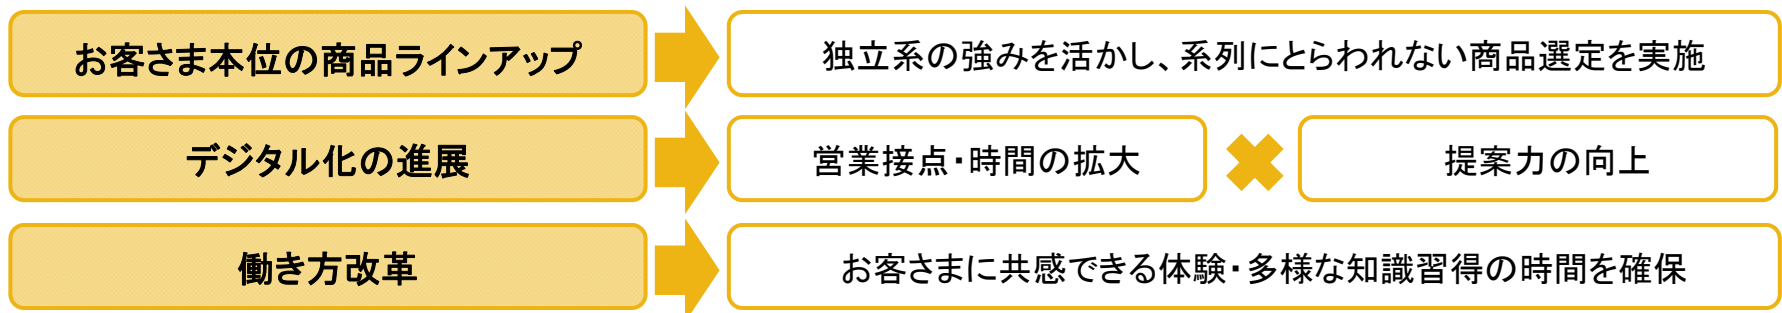 お客さま本位の商品ラインアップ
独立系の強みを活かし、系列にとらわれない商品選定を実施
デジタル化の進展
営業接点・時間の拡大
提案力の向上
働き方改革
お客さまに共感できる体験・多様な知識習得の時間を確保